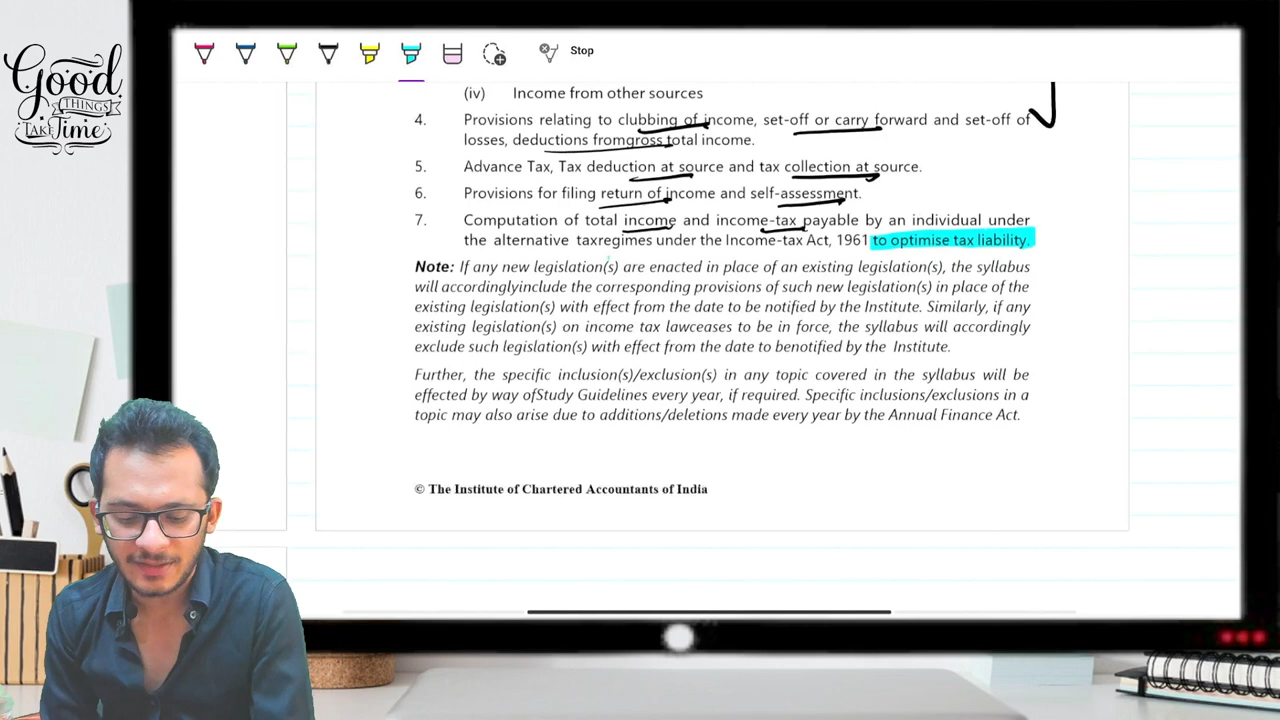 Good
THINGS
TAKE Time
Stop
(iv) Income from other sources
4. Provisions relating to clubbing of income, set-off or carry forward and set-off of
losses, deductions fromgross total income.
5. Advance Tax, Tax deduction at source and tax collection at source.
6. Provisions for filing return of income and self-assessment.
7. Computation of total income and income-tax payable by an individual under
the alternative taxregimes under the Income-tax Act, 1961 to optimise tax liability.
Note: If any new legislation(s) are enacted in place of an existing legislation(s), the syllabus
will accordinglyinclude the corresponding provisions of such new legislation(s) in place of the
existing legislation(s) with effect from the date to be notified by the Institute. Similarly, if any
existing legislation(s) on income tax lawceases to be in force, the syllabus will accordingly
exclude such legislation(s) with effect from the date to benotified by the Institute.
Further, the specific inclusion(s)/exclusion(s) in any topic covered in the syllabus will be
effected by way ofStudy Guidelines every year, if required. Specific inclusions/exclusions in a
topic may also arise due to additions/deletions made every year by the Annual Finance Act.
© The Institute of Chartered Accountants of India